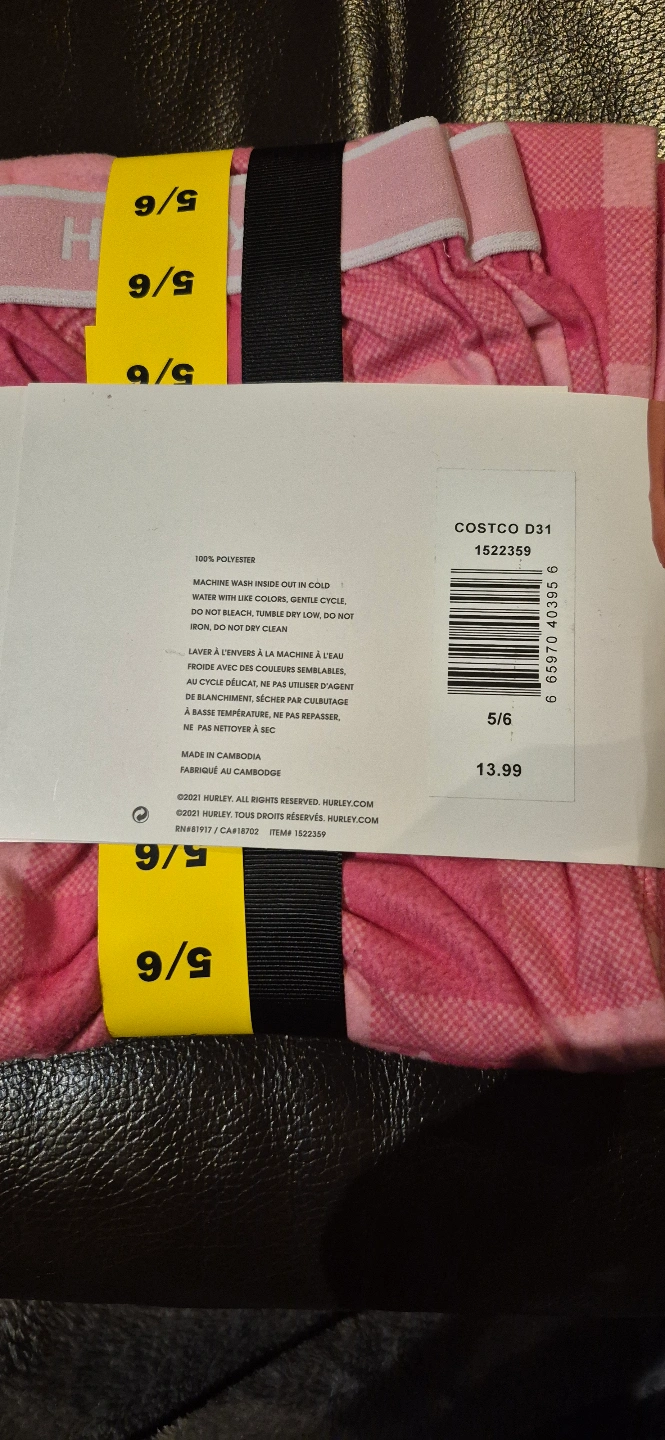 H
5/6
5/6
5/6
100% POLYESTER
MACHINE WASH INSIDE OUT IN COLD
WATER WITH LIKE COLORS, GENTLE CYCLE,
DO NOT BLEACH, TUMBLE DRY LOW, DO NOT
IRON, DO NOT DRY CLEAN
LAVER À L'ENVERS À LA MACHINE À L'EAU
FROIDE AVEC DES COULEURS SEMBLABLES,
AU CYCLE DÉLICAT, NE PAS UTILISER D'AGENT
DE BLANCHIMENT, SÉCHER PAR CULBUTAGE
À BASSE TEMPÉRATURE, NE PAS REPASSER,
NE PAS NETTOYER À SEC
MADE IN CAMBODIA
FABRIQUÉ AU CAMBODGE
©2021 HURLEY. ALL RIGHTS RESERVED. HURLEY.COM
©2021 HURLEY. TOUS DROITS RÉSERVÉS. HURLEY.COM
RN#81917 / CA#18702 ITEM# 1522359
COSTCO D31
1522359
6 65970 40395 6
5/6
13.99
5/6
5/6